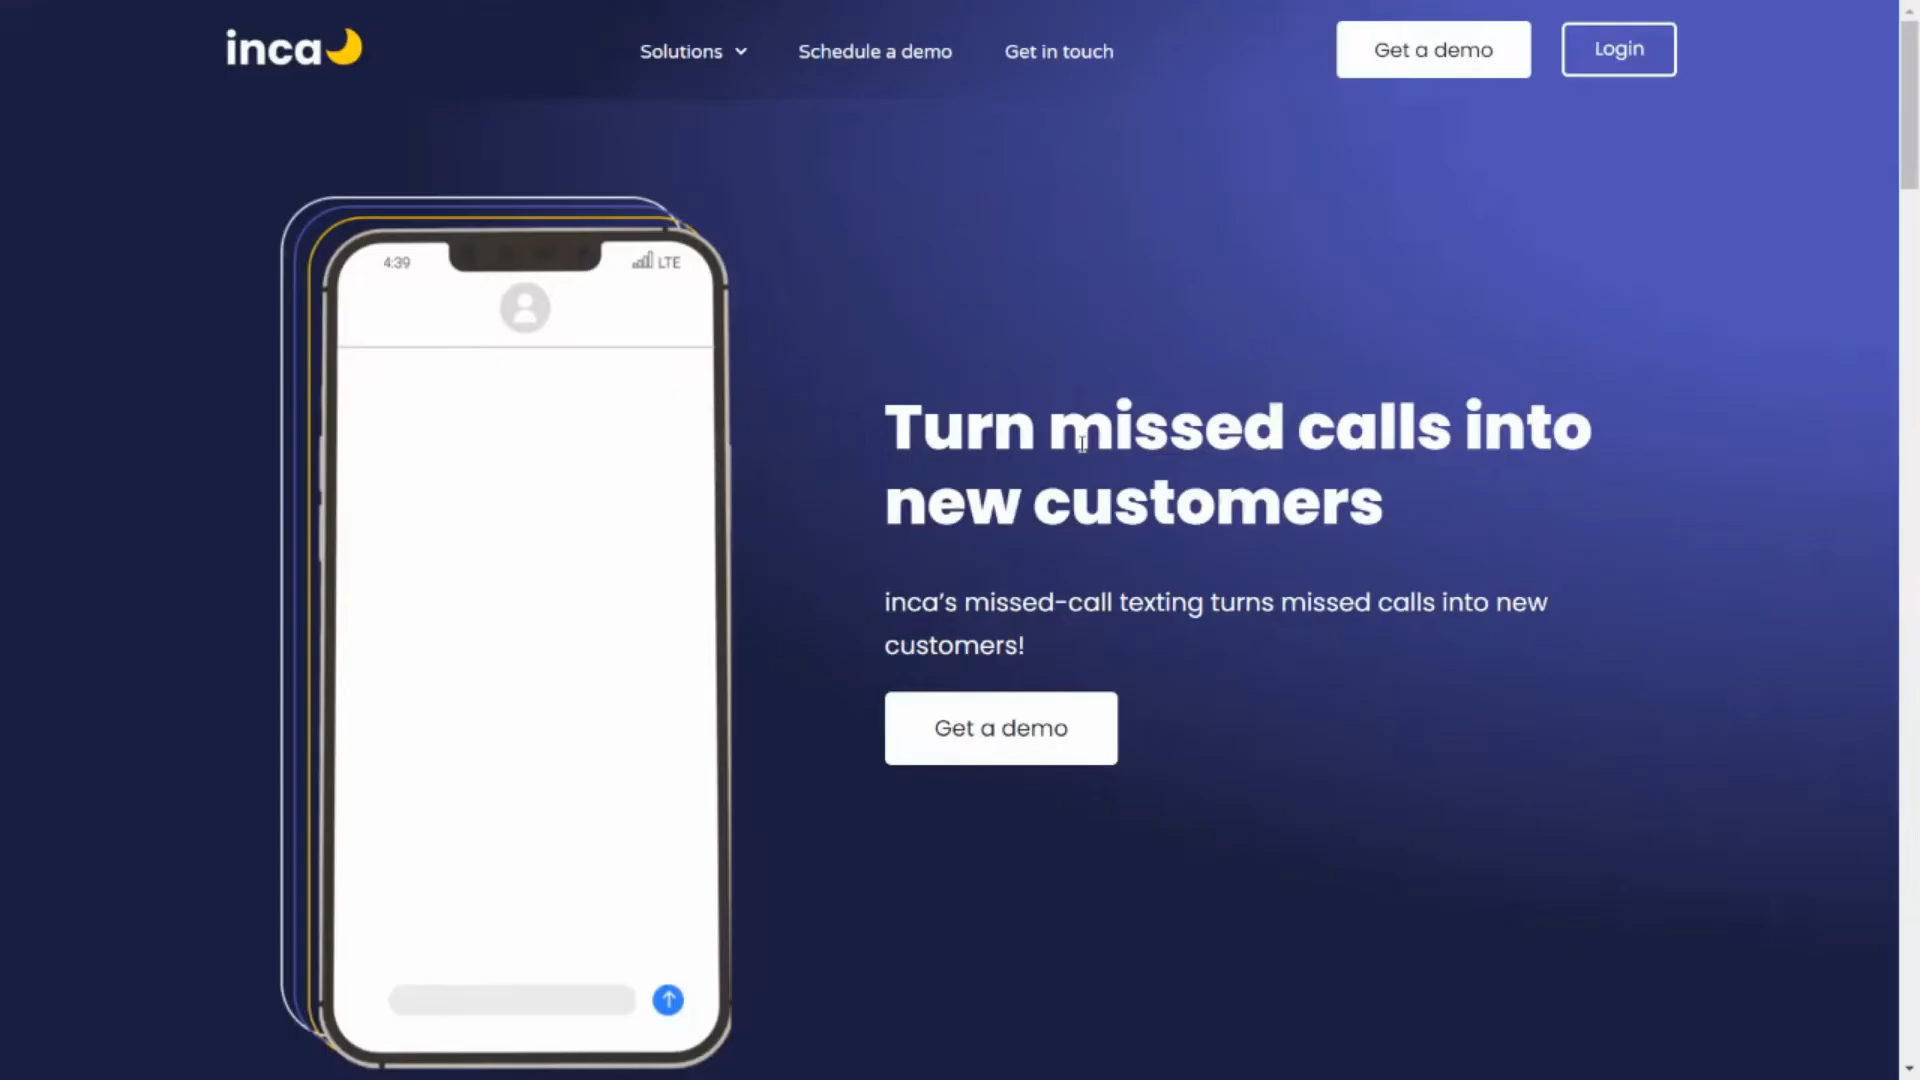 inca
Solutions
Schedule a demo
Get in touch
Get a demo
Login
4:39
LTE
Turn missed calls into
new customers
inca’s missed-call texting turns missed calls into new
customers!
Get a demo